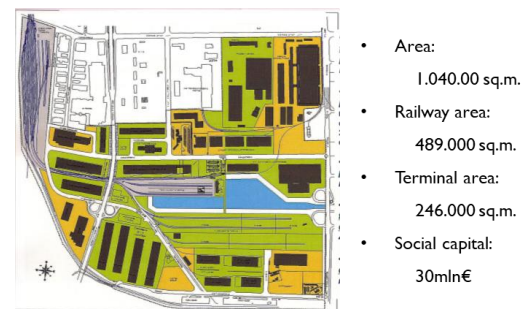 • Area:
1.040.00 sq.m.
• Railway area:
489.000 sq.m.
• Terminal area:
246.000 sq.m.
• Social capital:
30mln€